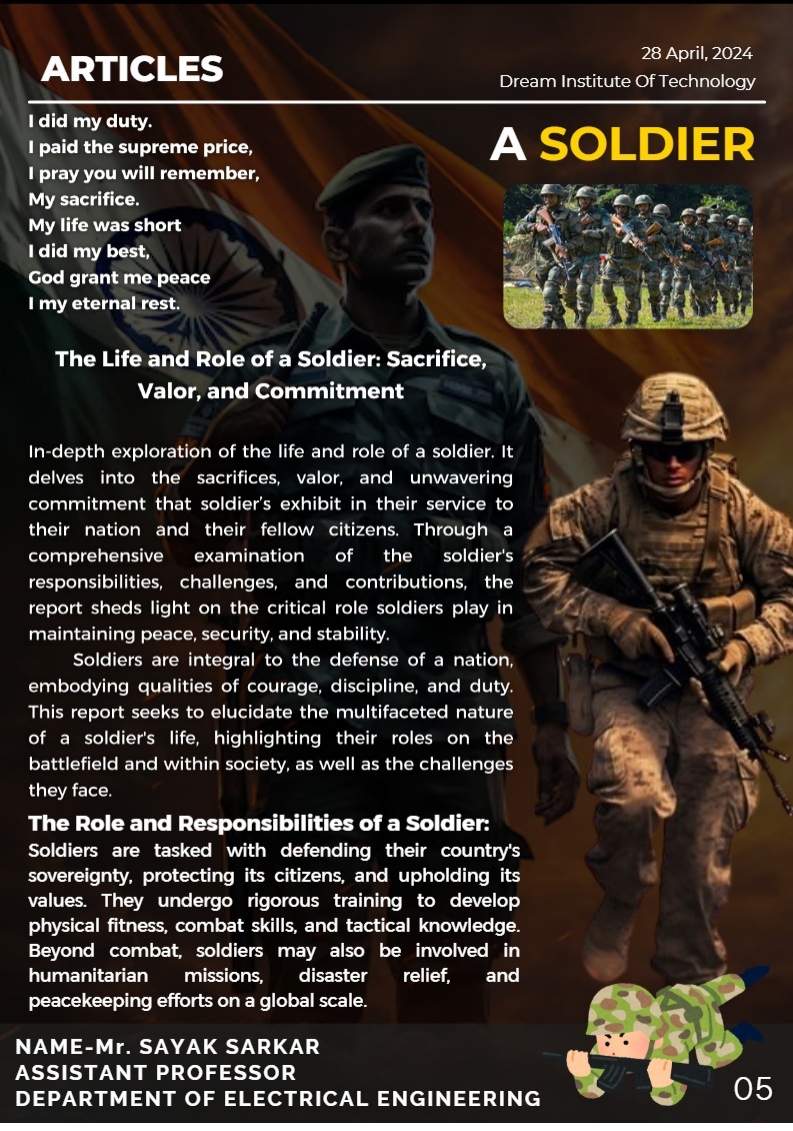 ARTICLES
28 April, 2024
Dream Institute Of Technology
I did my duty.
I paid the supreme price,
I pray you will remember,
My sacrifice.
My life was short
I did my best,
God grant me peace
I my eternal rest.
A SOLDIER
The Life and Role of a Soldier: Sacrifice,
Valor, and Commitment
In-depth exploration of the life and role of a soldier. It
delves into the sacrifices, valor, and unwavering
commitment that soldier's exhibit in their service to
their nation and their fellow citizens. Through a
comprehensive examination of the soldier's
responsibilities, challenges, and contributions, the
report sheds light on the critical role soldiers play in
maintaining peace, security, and stability.
Soldiers are integral to the defense of a nation,
embodying qualities of courage, discipline, and duty.
This report seeks to elucidate the multifaceted nature
of a soldier's life, highlighting their roles on the
battlefield and within society, as well as the challenges
they face.
The Role and Responsibilities of a Soldier:
Soldiers are tasked with defending their country's
sovereignty, protecting its citizens, and upholding its
values. They undergo rigorous training to develop
physical fitness, combat skills, and tactical knowledge.
Beyond combat, soldiers may also be involved in
humanitarian missions, disaster relief, and
peacekeeping efforts on a global scale.
NAME-Mr. SAYAK SARKAR
ASSISTANT PROFESSOR
DEPARTMENT OF ELECTRICAL ENGINEERING
05